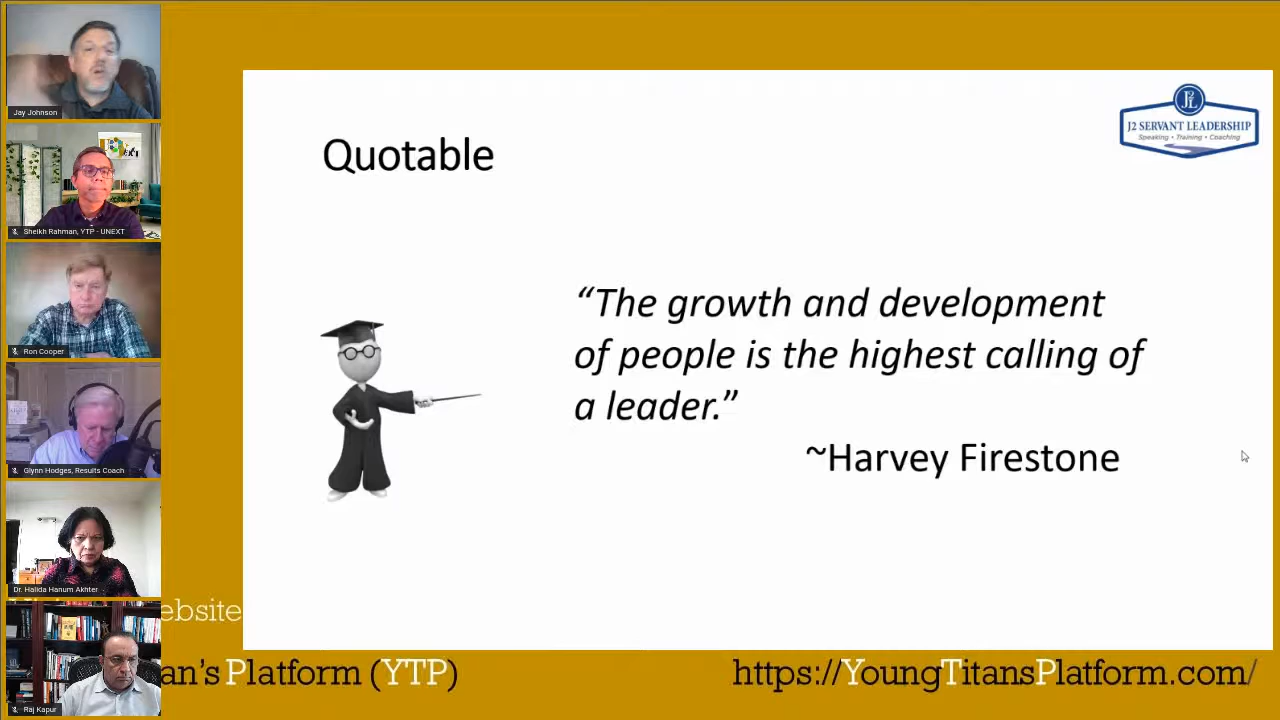 Jay Johnson
Sheikh Rahman, YTP - UNEXT
Ron Cooper
Glynn Hodges, Results Coach
Dr. Halida Hanum Akhter
Raj Kapur
J2 SERVANT LEADERSHIP
Speaking • Training • Coaching
Quotable
“The growth and development
of people is the highest calling of
a leader.”
~Harvey Firestone
ebsite
an’s Platform (YTP)
https://YoungTitansPlatform.com/